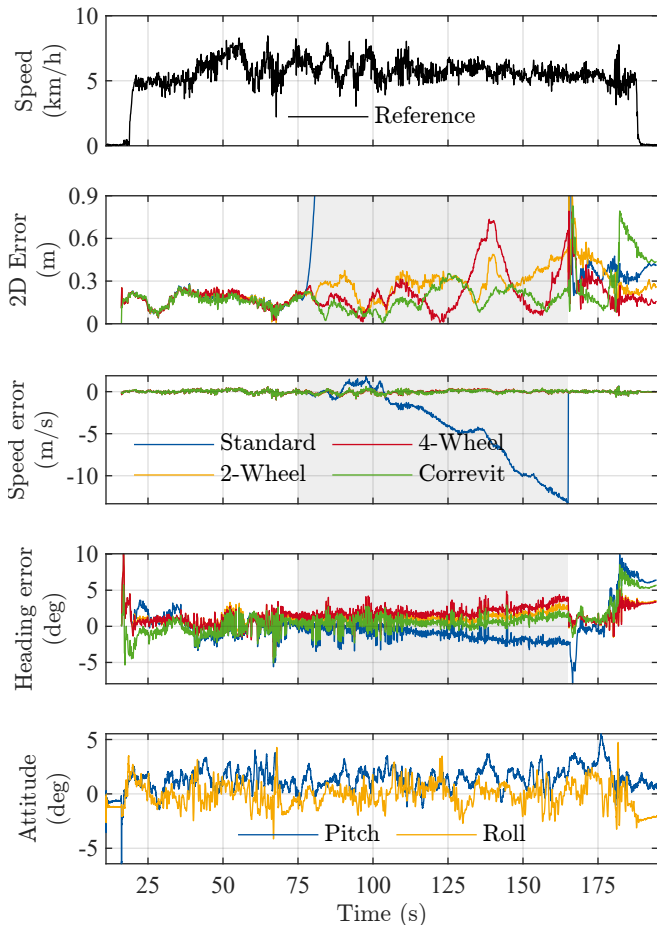 10
5
0
Speed
(km/h)
Reference
0.9
0.6
0.3
0
2D Error
(m)
0
-5
-10
Speed error
(m/s)
Standard
4-Wheel
2-Wheel
Correvit
10
5
0
-5
Heading error
(deg)
5
0
-5
Attitude
(deg)
Pitch
Roll
25
50
75
100
125
150
175
Time (s)